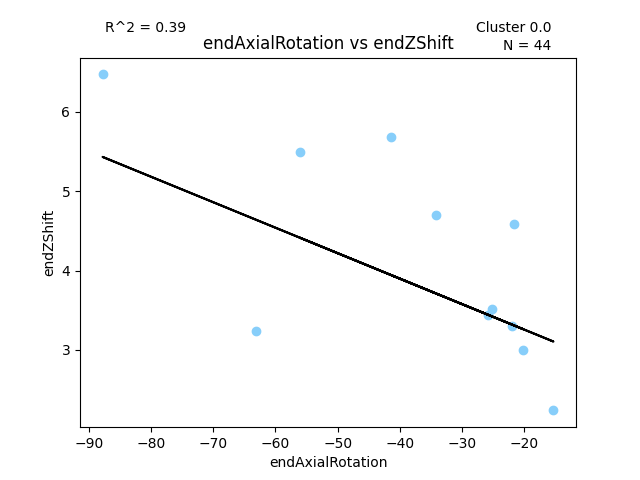 R^2 = 0.39
Cluster 0.0
endAxialRotation vs endZShift
N = 44
6
5
4
3
endZShift
−90
−80
−70
−60
−50
−40
−30
−20
endAxialRotation